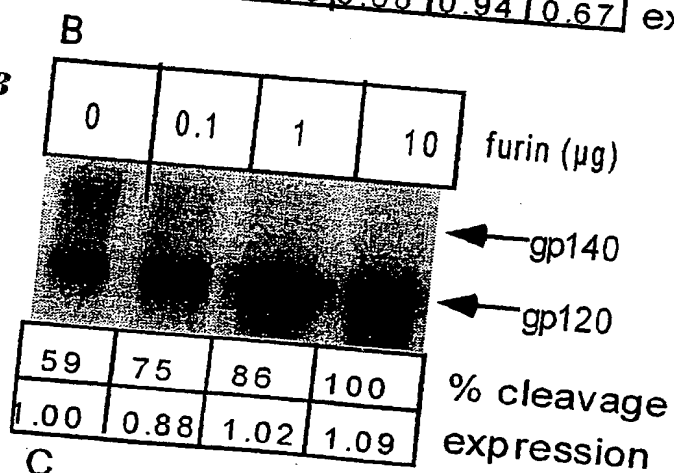 0.94 0.67 ex
B
0 0.1 1 10 furin (µg)
gp140
gp120
59 75 86 100 % cleavage
1.00 0.88 1.02 1.09 expression
C